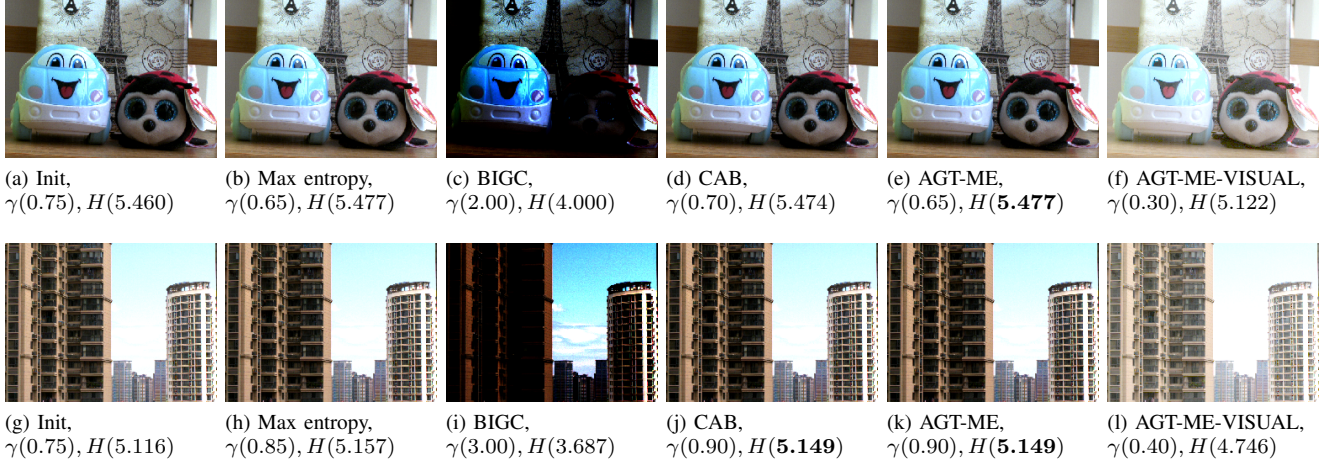 (a) Init,
γ(0.75), H(5.460)
(b) Max entropy,
γ(0.65), H(5.477)
(c) BIGC,
γ(2.00), H(4.000)
(d) CAB,
γ(0.70), H(5.474)
(e) AGT-ME,
γ(0.65), H(5.477)
(f) AGT-ME-VISUAL,
γ(0.30), H(5.122)
(g) Init,
γ(0.75), H(5.116)
(h) Max entropy,
γ(0.85), H(5.157)
(i) BIGC,
γ(3.00), H(3.687)
(j) CAB,
γ(0.90), H(5.149)
(k) AGT-ME,
γ(0.90), H(5.149)
(l) AGT-ME-VISUAL,
γ(0.40), H(4.746)